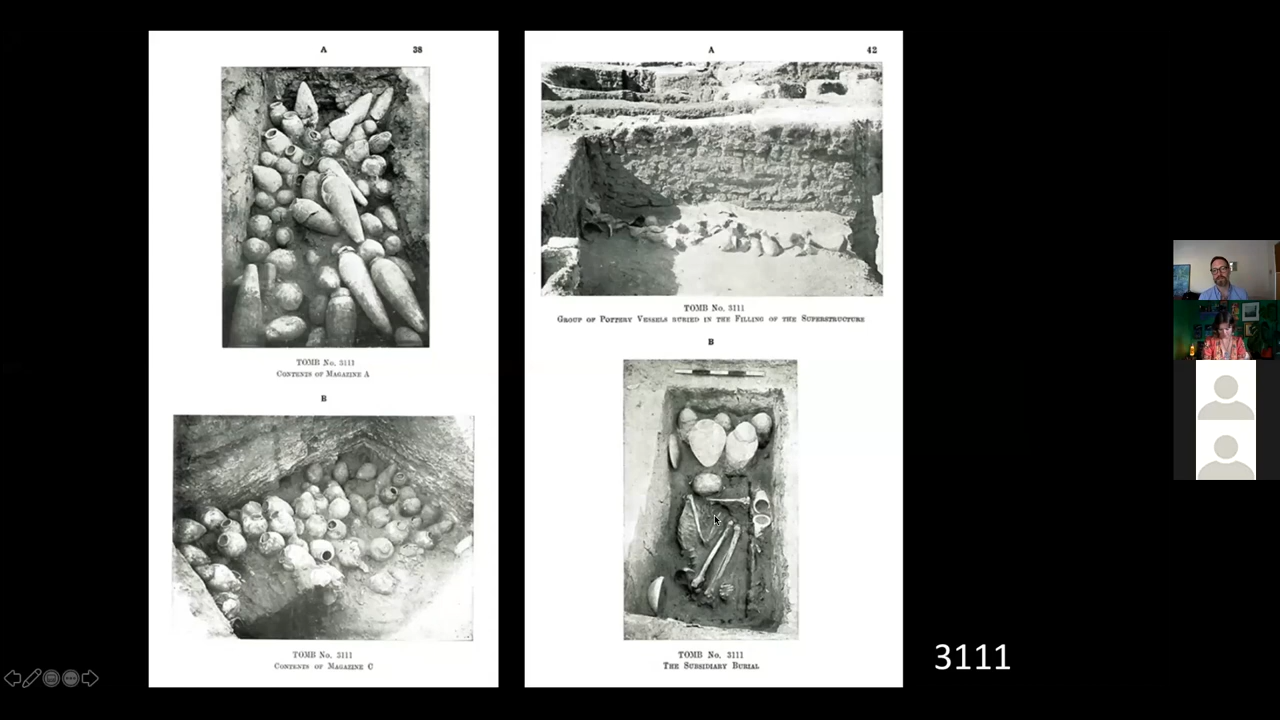 A 38
TOMB No. 3111
CONTENTS OF MAGAZINE A
B
TOMB No. 3111
CONTENTS OF MAGAZINE C
A 42
TOMB No. 3111
GROUP OF POTTERY VESSELS BURIED IN THE FILLING OF THE SUPERSTRUCTURE
B
TOMB No. 3111
THE SUBSIDIARY BURIAL
3111